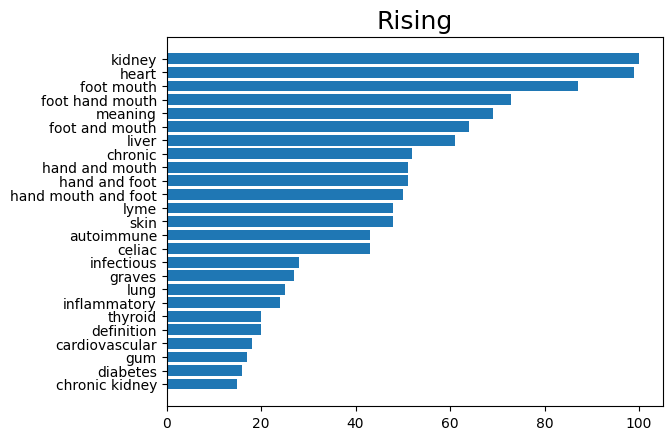 Rising
kidney
heart
foot mouth
foot hand mouth
meaning
foot and mouth
liver
chronic
hand and mouth
hand and foot
hand mouth and foot
lyme
skin
autoimmune
celiac
infectious
graves
lung
inflammatory
thyroid
definition
cardiovascular
gum
diabetes
chronic kidney
0 20 40 60 80 100